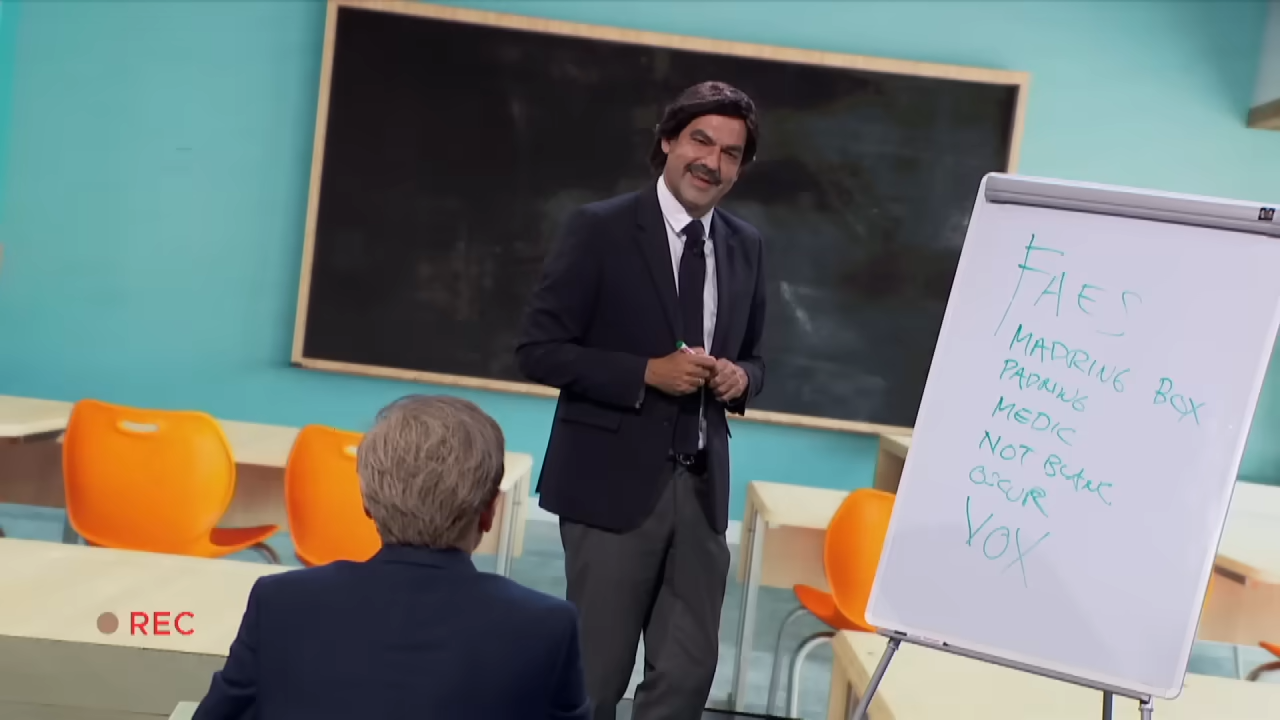 FAES
MADRING BOX
PADRING
MEDIC
NOT BLANC
OSCUR
VOX
REC